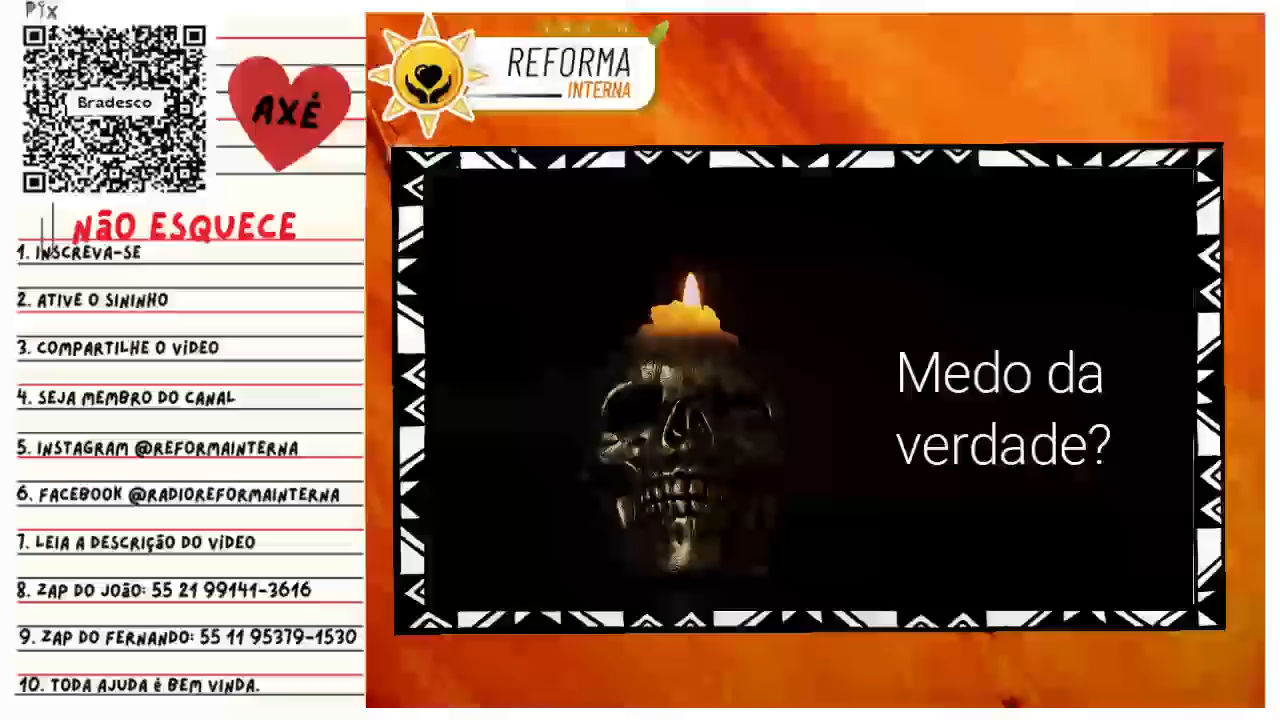 Pix
Bradesco
AXÉ
NÃO ESQUECE
1. INSCREVA-SE
2. ATIVE O SININHO
3. COMPARTILHE O VÍDEO
4. SEJA MEMBRO DO CANAL
5. INSTAGRAM @REFORMAINTERNA
6. FACEBOOK @RADIOREFORMAINTERNA
7. LEIA A DESCRIÇÃO DO VÍDEO
8. ZAP DO JOÃO: 55 21 99141-3616
9. ZAP DO FERNANDO: 55 11 95379-1530
10. TODA AJUDA É BEM VINDA.
REFORMA
INTERNA
Medo da
verdade?